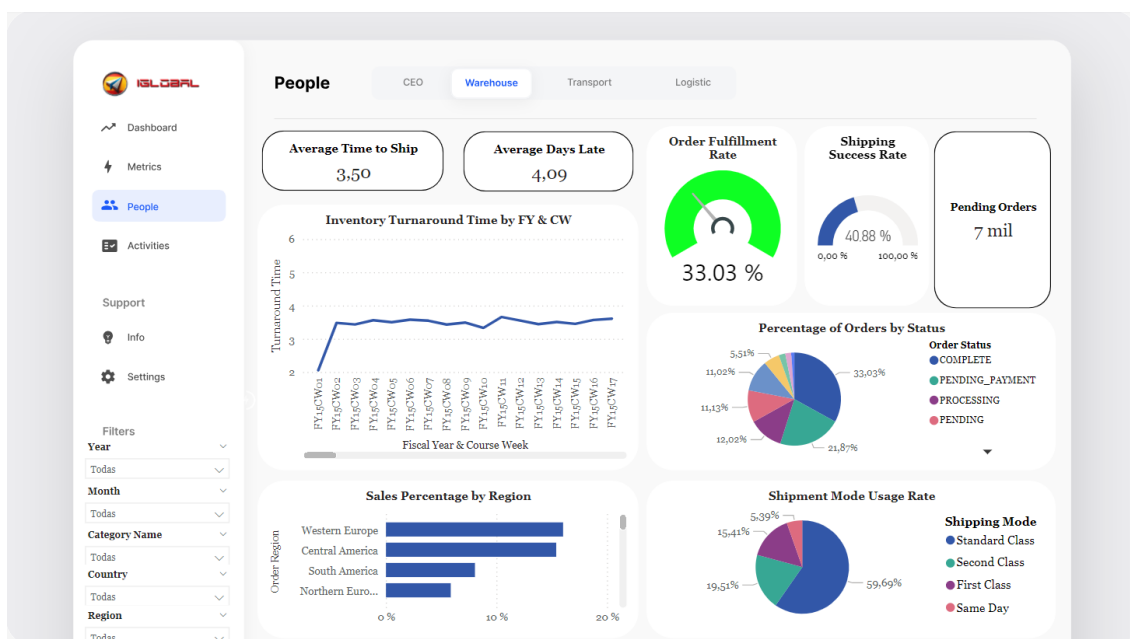 IGLOBAL
Dashboard
Metrics
People
Activities
Support
Info
Settings
Filters
Year
Todas
Month
Todas
Category Name
Todas
Country
Todas
Region
Todas
People
CEO
Warehouse
Transport
Logistic
Average Time to Ship
3,50
Average Days Late
4,09
Order Fulfillment
Rate
33.03 %
Shipping
Success Rate
40.88 %
0,00 %
100,00 %
Pending Orders
7 mil
Inventory Turnaround Time by FY & CW
Turnaround Time
6
5
4
3
2
FY15CW01
FY15CW02
FY15CW03
FY15CW04
FY15CW05
FY15CW06
FY15CW07
FY15CW08
FY15CW09
FY15CW10
FY15CW11
FY15CW12
FY15CW13
FY15CW14
FY15CW15
FY15CW16
FY15CW17
Fiscal Year & Course Week
Percentage of Orders by Status
5,51%
11,02%
11,13%
12,02%
21,87%
33,03%
Order Status
COMPLETE
PENDING_PAYMENT
PROCESSING
PENDING
Sales Percentage by Region
Order Region
Western Europe
Central America
South America
Northern Euro...
0 %
10 %
20 %
Shipment Mode Usage Rate
5,39%
15,41%
19,51%
59,69%
Shipping Mode
Standard Class
Second Class
First Class
Same Day